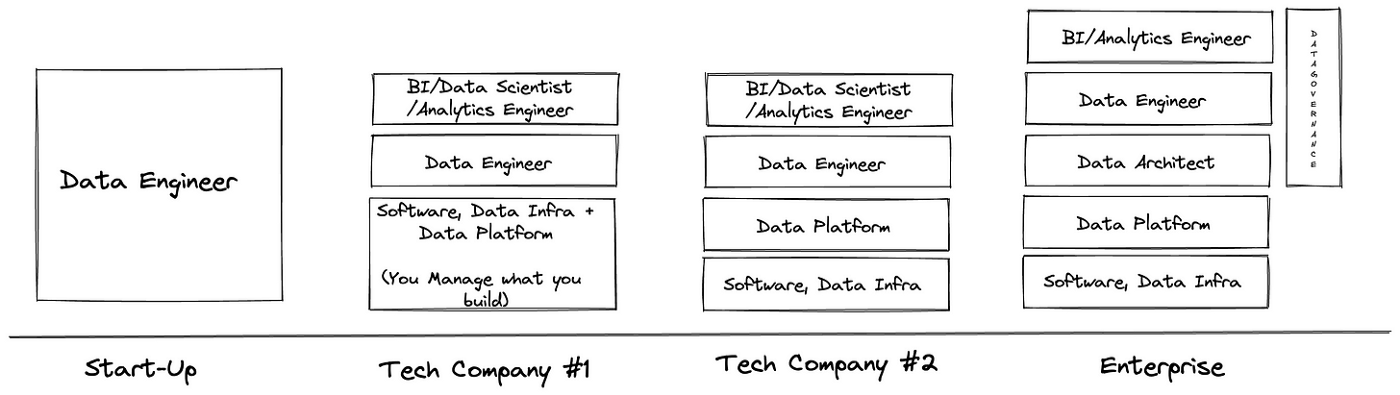 Data Engineer
BI/Data Scientist
/Analytics Engineer
Data Engineer
Software, Data Infra +
Data Platform
(You Manage what you
build)
BI/Data Scientist
/Analytics Engineer
Data Engineer
Data Platform
Software, Data Infra
BI/Analytics Engineer
Data Engineer
Data Architect
Data Platform
Software, Data Infra
DATAGOVERNANCE
Start-Up
Tech Company #1
Tech Company #2
Enterprise